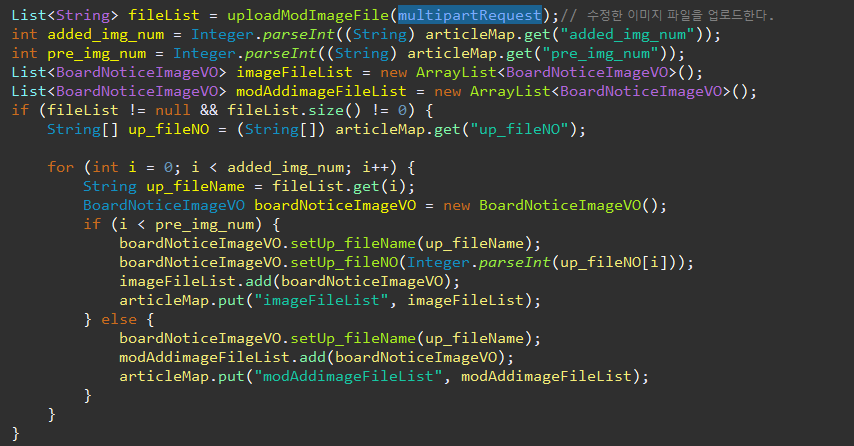 List<String> fileList = uploadModImageFile(multipartRequest);// 수정한 이미지 파일을 업로드한다.
int added_img_num = Integer.parseInt((String) articleMap.get("added_img_num"));
int pre_img_num = Integer.parseInt((String) articleMap.get("pre_img_num"));
List<BoardNoticeImageVO> imageFileList = new ArrayList<BoardNoticeImageVO>();
List<BoardNoticeImageVO> modAddimageFileList = new ArrayList<BoardNoticeImageVO>();
if (fileList != null && fileList.size() != 0) {
    String[] up_fileNO = (String[]) articleMap.get("up_fileNO");

    for (int i = 0; i < added_img_num; i++) {
        String up_fileName = fileList.get(i);
        BoardNoticeImageVO boardNoticeImageVO = new BoardNoticeImageVO();
        if (i < pre_img_num) {
            boardNoticeImageVO.setUp_fileName(up_fileName);
            boardNoticeImageVO.setUp_fileNO(Integer.parseInt(up_fileNO[i]));
            imageFileList.add(boardNoticeImageVO);
            articleMap.put("imageFileList", imageFileList);
        } else {
            boardNoticeImageVO.setUp_fileName(up_fileName);
            modAddimageFileList.add(boardNoticeImageVO);
            articleMap.put("modAddimageFileList", modAddimageFileList);
        }
    }
}